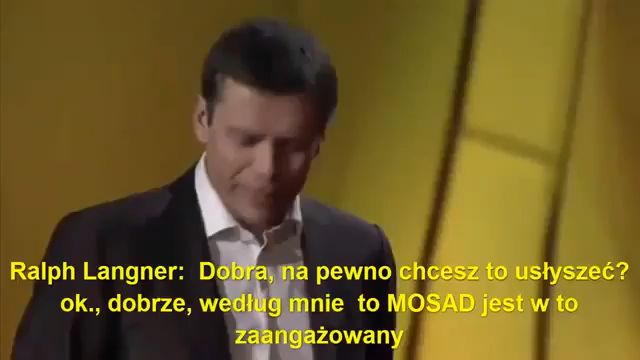 Ralph Langner:  Dobra, na pewno chcesz to usłyszeć?
ok., dobrze, według mnie  to MOSAD jest w to
zaangażowany